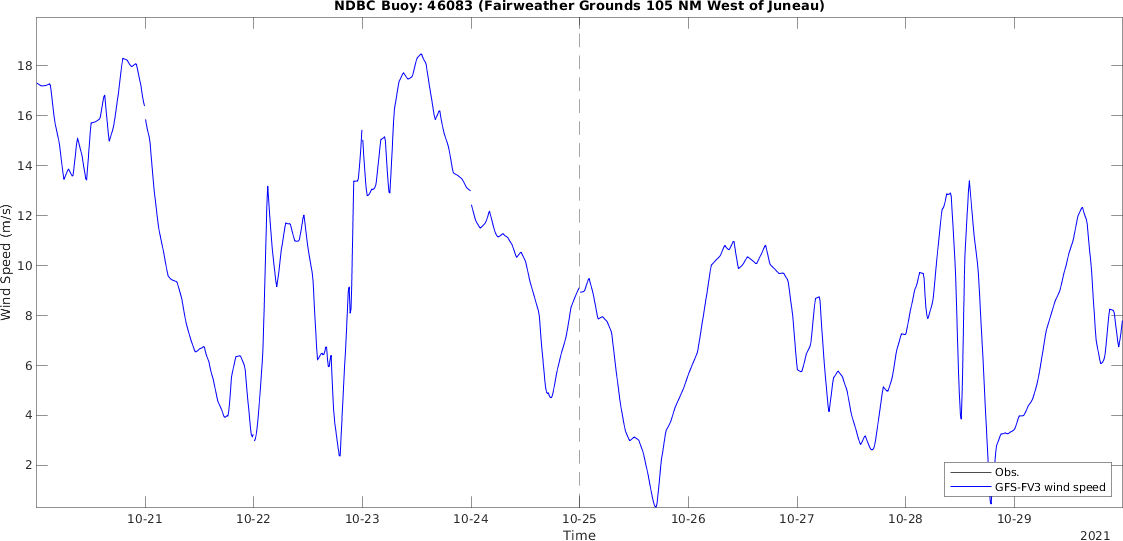 NDBC Buoy: 46083 (Fairweather Grounds 105 NM West of Juneau)
18
16
14
12
10
8
6
4
2
Wind Speed (m/s)
Obs.
GFS-FV3 wind speed
10-21 10-22 10-23 10-24 10-25 10-26 10-27 10-28 10-29
Time
2021